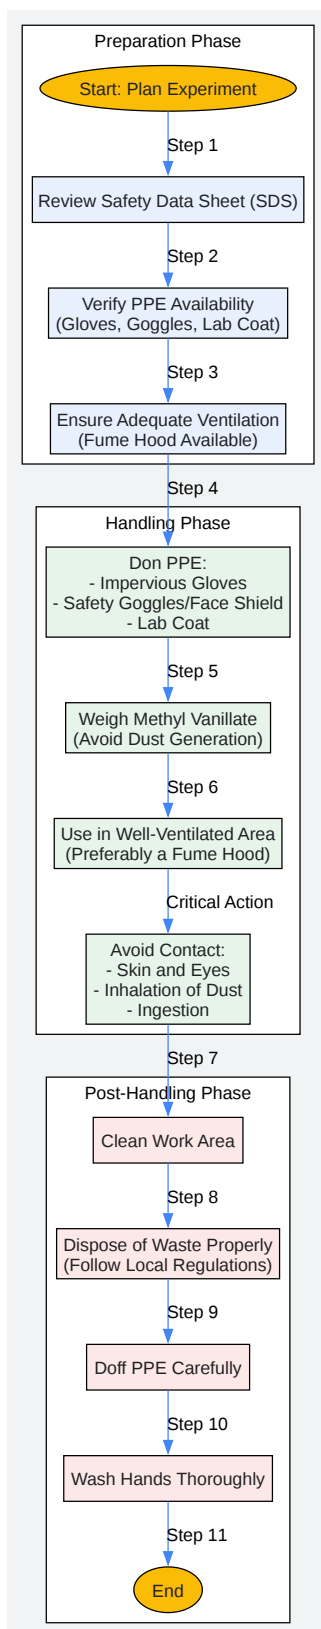 Preparation Phase
Start: Plan Experiment
Step 1
Review Safety Data Sheet (SDS)
Step 2
Verify PPE Availability
(Gloves, Goggles, Lab Coat)
Step 3
Ensure Adequate Ventilation
(Fume Hood Available)
Step 4
Handling Phase
Don PPE:
- Impervious Gloves
- Safety Goggles/Face Shield
- Lab Coat
Step 5
Weigh Methyl Vanillate
(Avoid Dust Generation)
Step 6
Use in Well-Ventilated Area
(Preferably a Fume Hood)
Critical Action
Avoid Contact:
- Skin and Eyes
- Inhalation of Dust
- Ingestion
Step 7
Post-Handling Phase
Clean Work Area
Step 8
Dispose of Waste Properly
(Follow Local Regulations)
Step 9
Doff PPE Carefully
Step 10
Wash Hands Thoroughly
Step 11
End